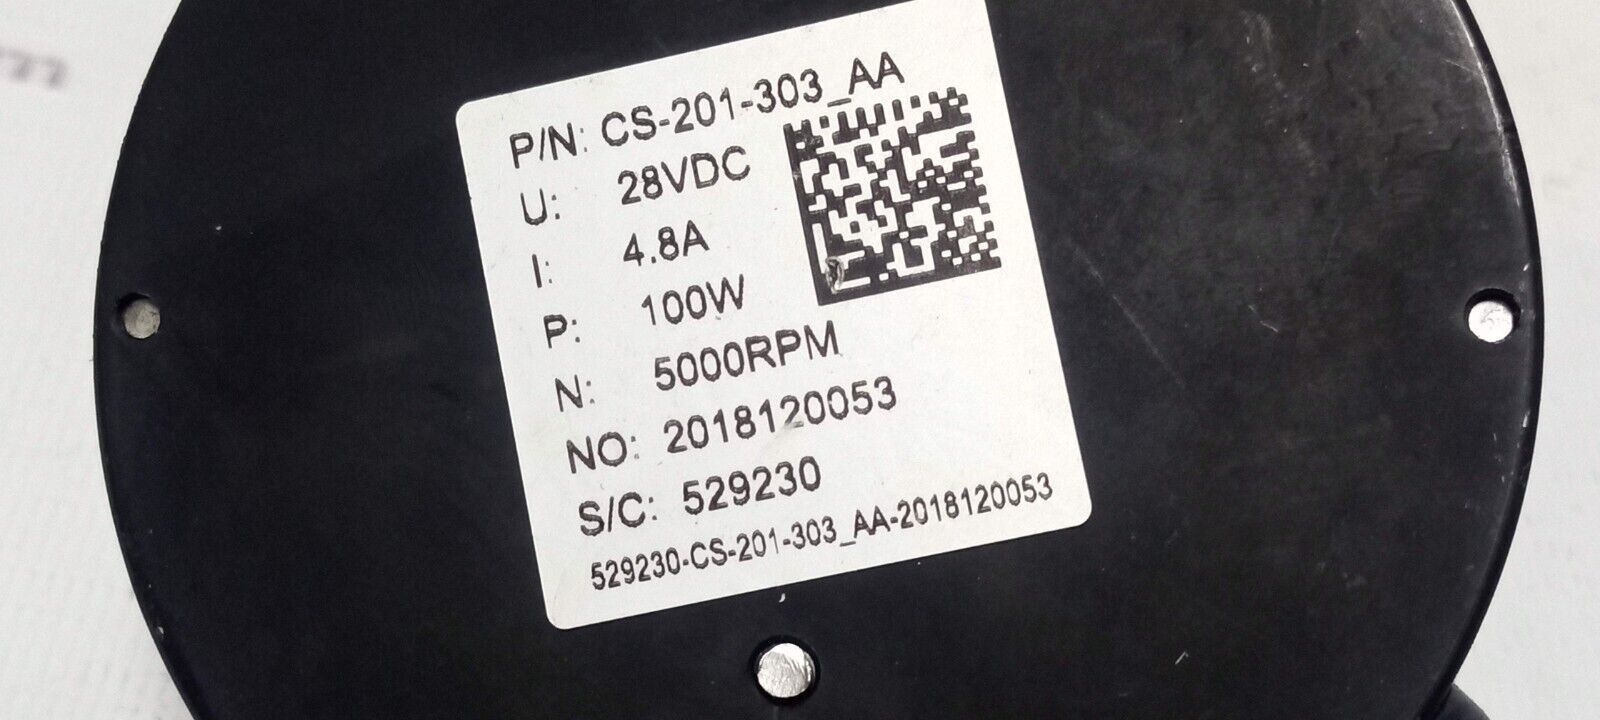 P/N: CS-201-303_AA
U: 28VDC
I: 4.8A
P: 100W
N: 5000RPM
NO: 2018120053
S/C: 529230
529230-CS-201-303_AA-2018120053